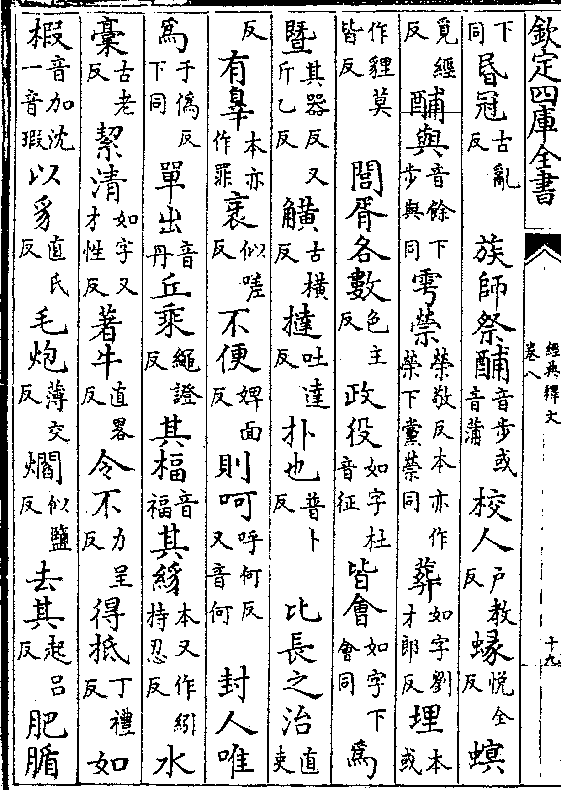 欽定四庫全書
經典釋文
卷八
十九
下同昬冠古亂反族師祭酺音步或音蒲校人户教反蝝悦全反螟
覓經反酺與音餘下步與同雩禜榮敬反本亦作榮下黨禜同葬如字劉才郎反埋本或
作貍莫皆反閭胥各數色主反政役如字杜音征皆會如字下會同為
暨其器反又斤乙反觵古横反撻吐達反扑也普卜反比長之治直吏
反有辠本亦作罪衺似嗟反不便婢面反則呵呼何反又音何封人唯
為于偽反下同單出音丹丘乘繩證反其楅音福其絼本又作紖持忍反水
稾古老反絜清如字又才性反著牛直畧反令不力呈反得抵丁禮反如
椵音加沈一音瑕以豸直氏反毛炮薄交反爓似鹽反去其起吕反肥腯